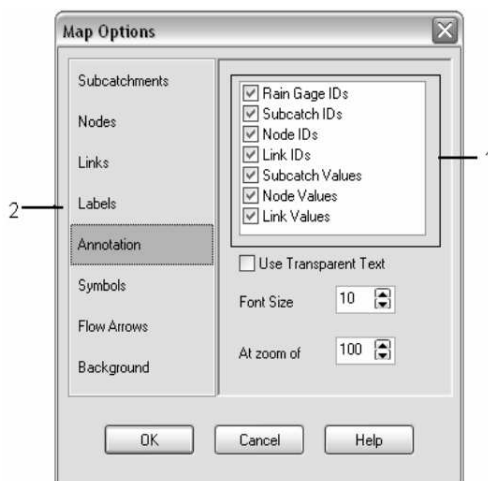 Map Options
Subcatchments
Nodes
Links
Labels
Annotation
Symbols
Flow Arrows
Background
2
Rain Gage IDs
Subcatch IDs
Node IDs
Link IDs
Subcatch Values
Node Values
Link Values
Use Transparent Text
Font Size 10
At zoom of 100
OK Cancel Help